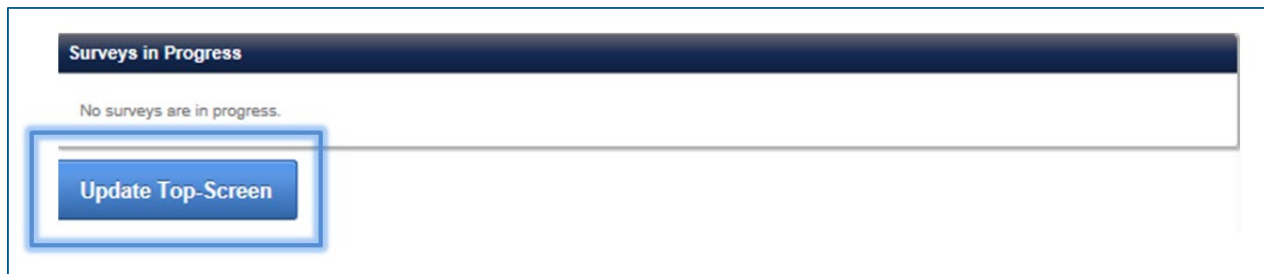 Surveys in Progress
No surveys are in progress.
Update Top-Screen